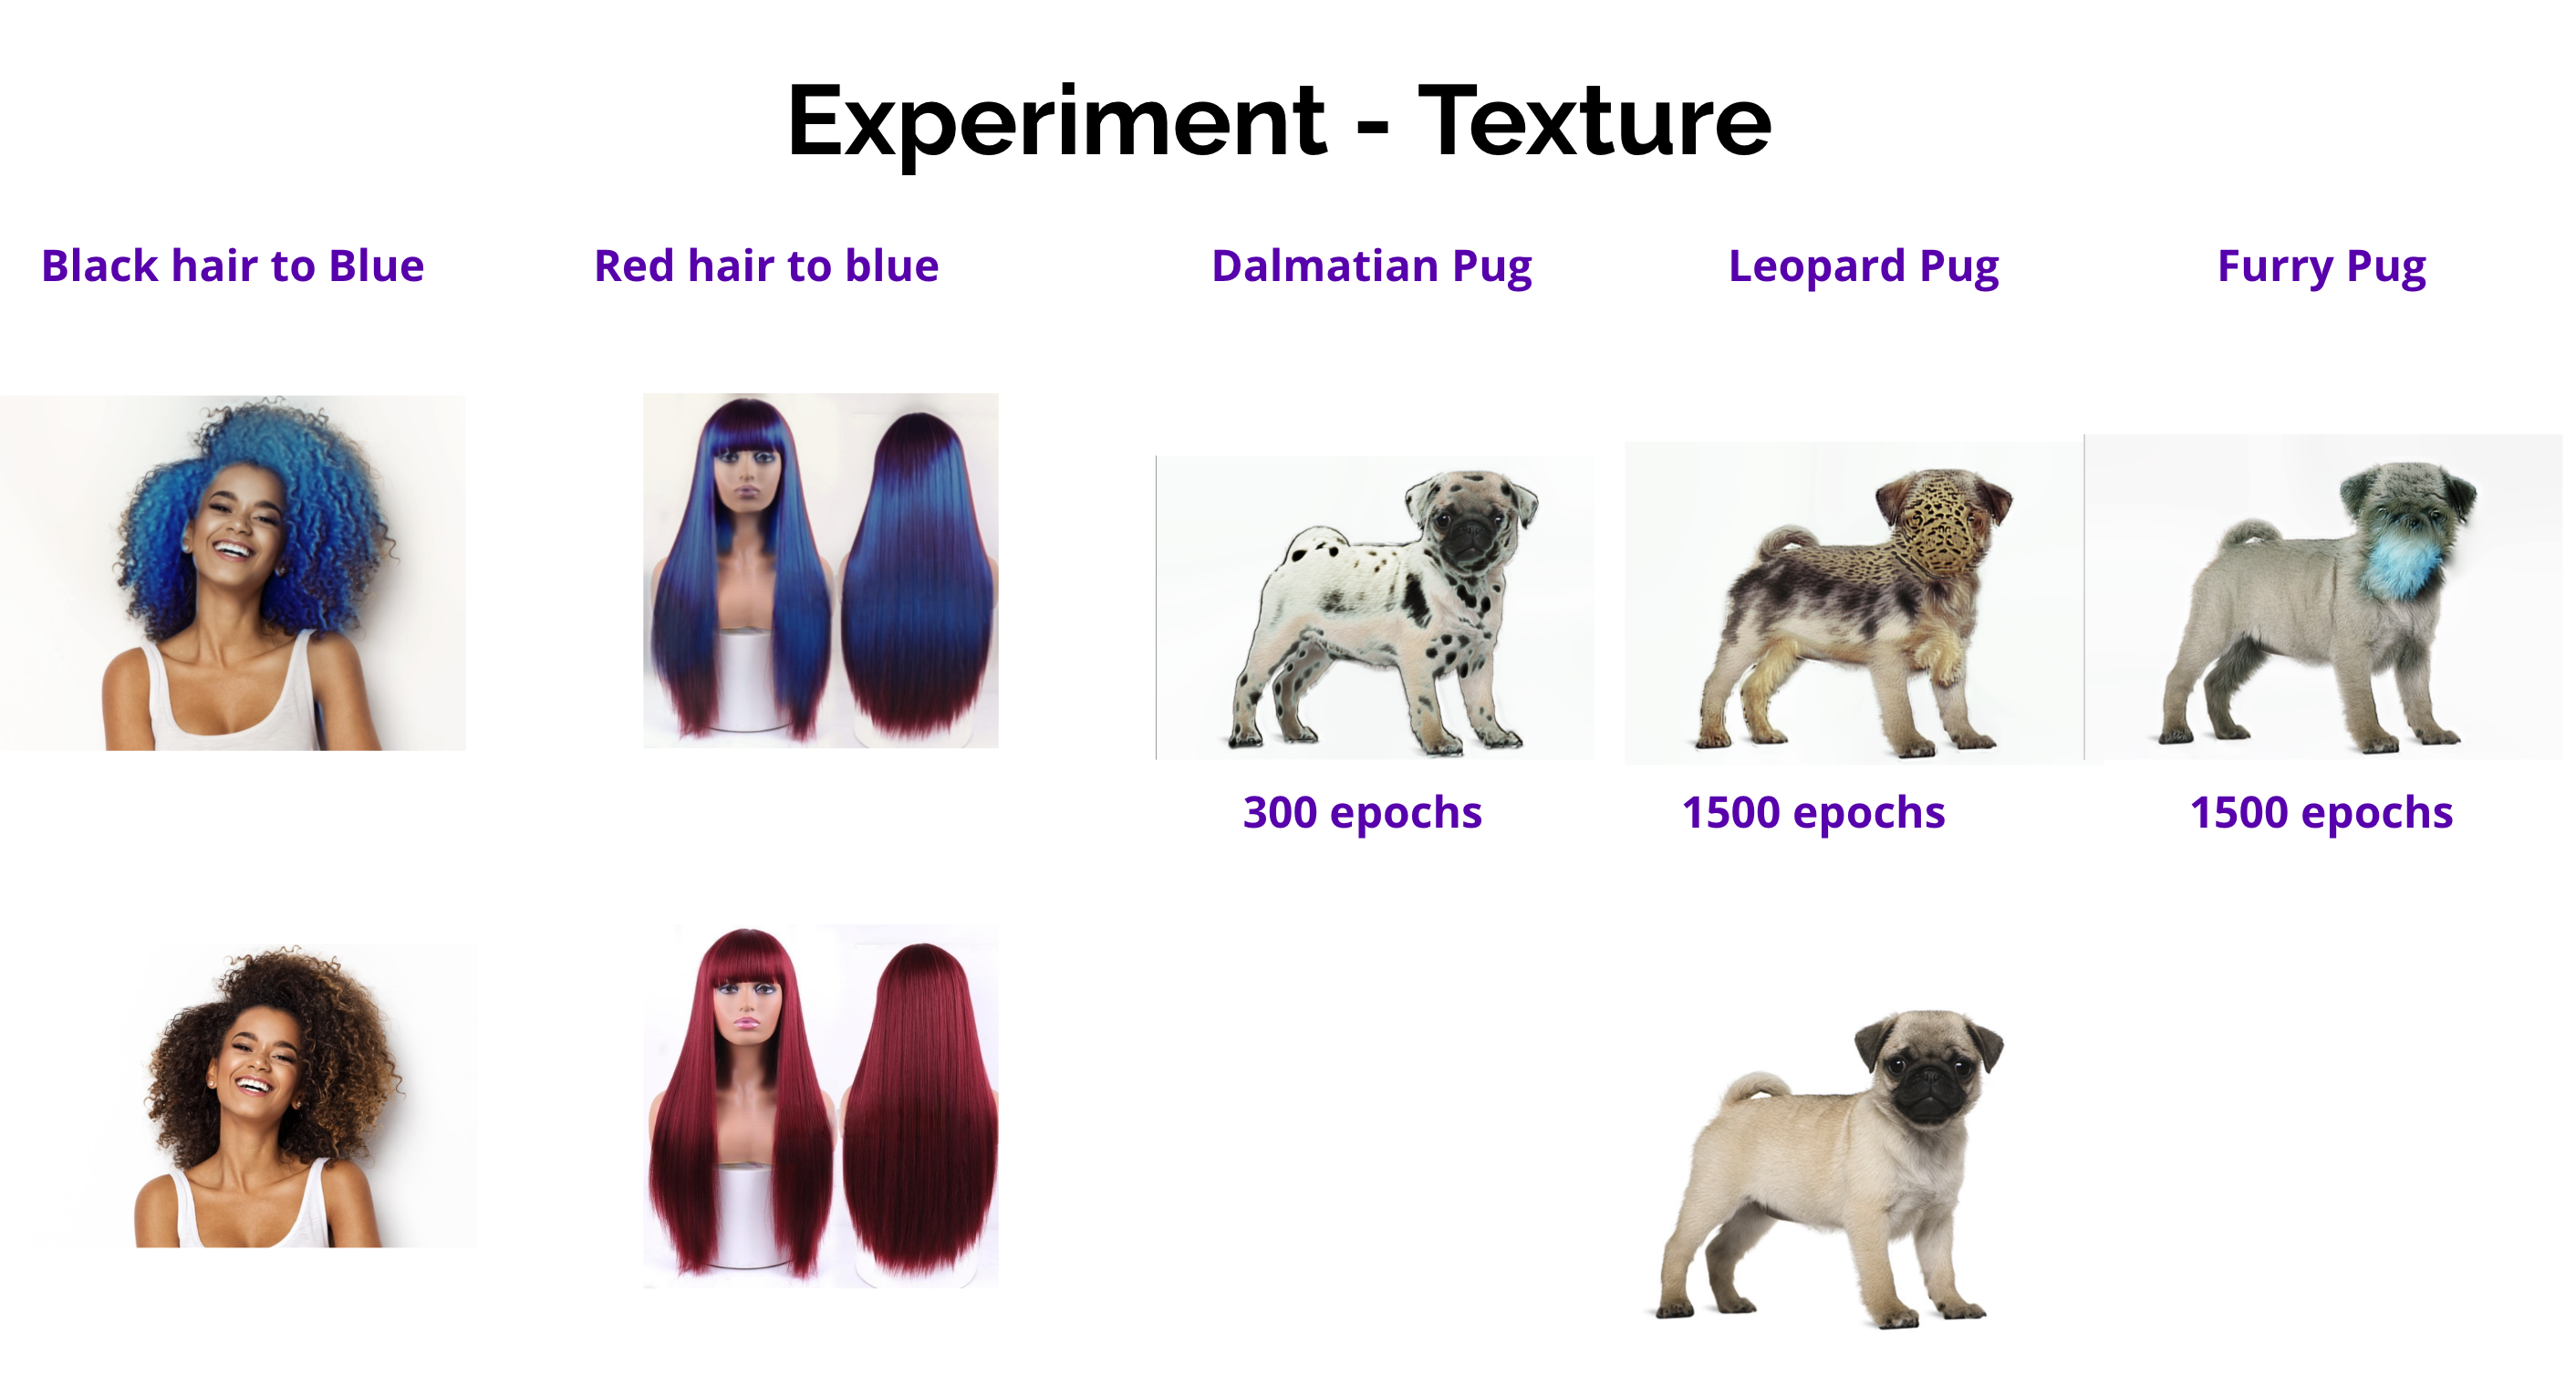 Experiment - Texture
Black hair to Blue
Red hair to blue
Dalmatian Pug
Leopard Pug
Furry Pug
300 epochs
1500 epochs
1500 epochs